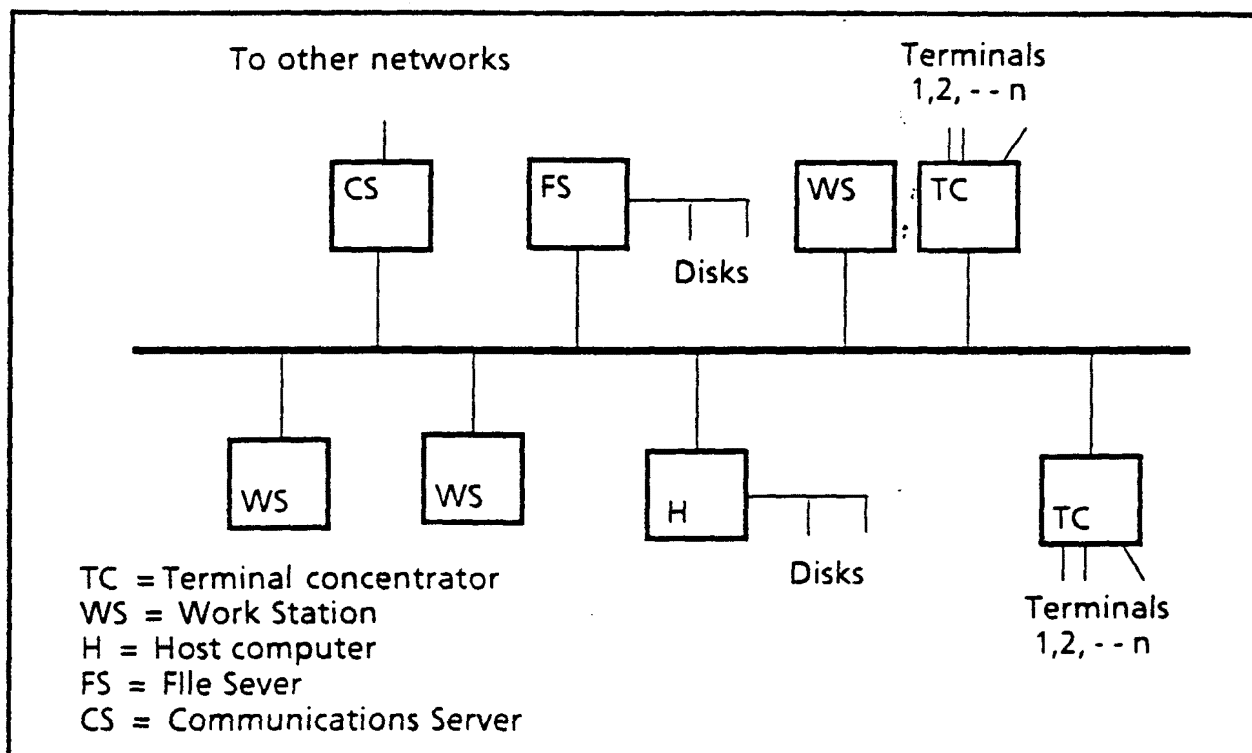 To other networks
Terminals
1,2, - - n
CS
FS
WS
TC
Disks
WS
WS
H
TC
Disks
Terminals
1,2, - - n
TC = Terminal concentrator
WS = Work Station
H = Host computer
FS = FIle Sever
CS = Communications Server